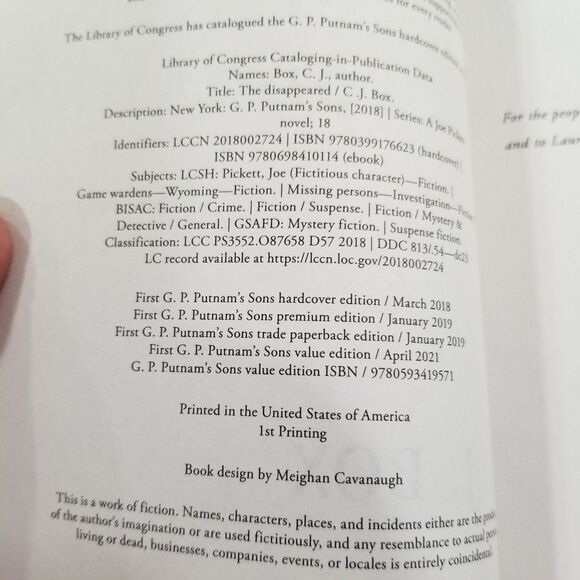 for every reader
The Library of Congress has catalogued the G. P. Putnam's Sons hardcover edition
Library of Congress Cataloging-in-Publication Data
Names: Box, C. J., author.
Title: The disappeared / C .J. Box.
Description: New York: G. P. Putnam's Sons, [2018] | Series: A Joe Pickett
novel; 18
Identifiers: LCCN 2018002724 | ISBN 9780399176623 (hardcover) |
ISBN 9780698410114 (ebook)
Subjects: LCSH: Pickett, Joe (Fictitious character)—Fiction. |
Game wardens—Wyoming—Fiction. | Missing persons—Investigation—Fiction.
BISAC: Fiction / Crime. | Fiction / Suspense. | Fiction / Mystery &
Detective / General. | GSAFD: Mystery fiction. | Suspense fiction.
Classification: LCC PS3552.O87658 D57 2018 | DDC 813/.54—dc23
LC record available at https://lccn.loc.gov/2018002724
First G. P. Putnam's Sons hardcover edition / March 2018
First G. P. Putnam's Sons premium edition / January 2019
First G. P. Putnam's Sons trade paperback edition / January 2019
First G. P. Putnam's Sons value edition / April 2021
G. P. Putnam's Sons value edition ISBN / 9780593419571
Printed in the United States of America
1st Printing
Book design by Meighan Cavanaugh
This is a work of fiction. Names, characters, places, and incidents either are the
of the author's imagination or are used fictitiously, and any resemblance to actual
living or dead, businesses, companies, events, or locales is entirely coincidental.
For the peop
and to Laur